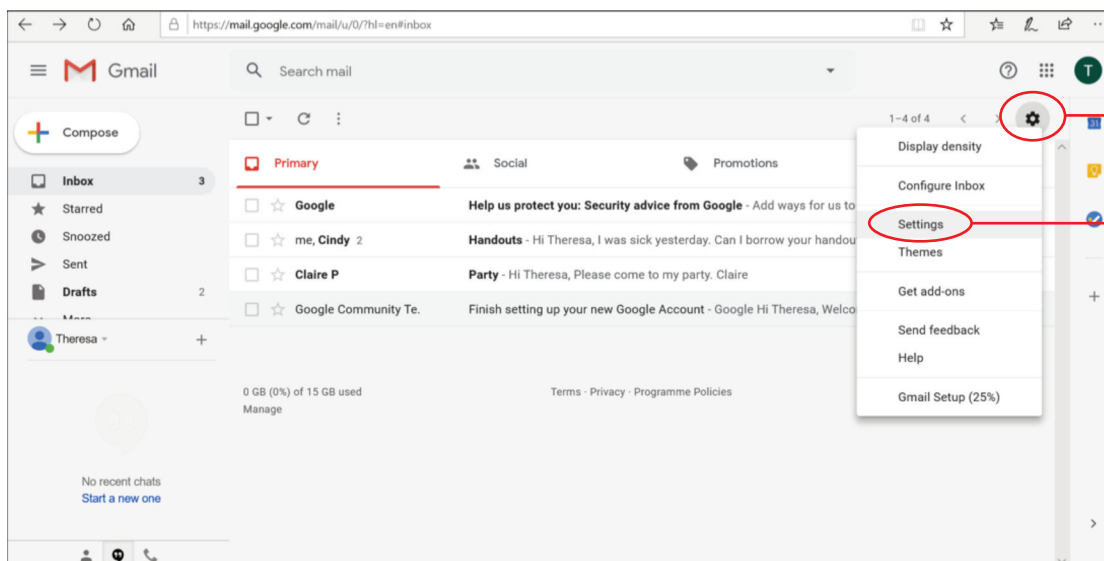 https://mail.google.com/mail/u/0/?hl=en#inbox
Gmail
Search mail
T
Compose
1–4 of 4
31
Display density
Configure Inbox
Settings
Themes
Get add-ons
Send feedback
Help
Gmail Setup (25%)
Primary
Social
Promotions
Inbox 3
Starred
Snoozed
Sent
Drafts 2
More
Google Help us protect you: Security advice from Google - Add ways for us to
me, Cindy 2 Handouts - Hi Theresa, I was sick yesterday. Can I borrow your handou
Claire P Party - Hi Theresa, Please come to my party. Claire
Google Community Te. Finish setting up your new Google Account - Google Hi Theresa, Welco
Theresa
0 GB (0%) of 15 GB used
Manage
Terms · Privacy · Programme Policies
No recent chats
Start a new one